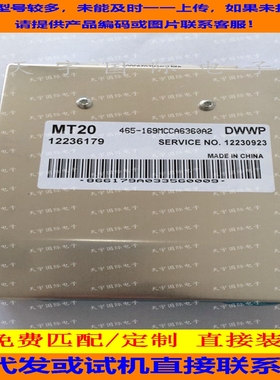 型号较多，未能及时一一上传，如果未找
请提供产品编码或图片联系客服！
MT20
465-169MCCA6360A2
DWWP
12236179
SERVICE NO. 12230923
MADE IN CHINA
*866179A033560009*
免费匹配/定制 直接装
代发或试机直接联系